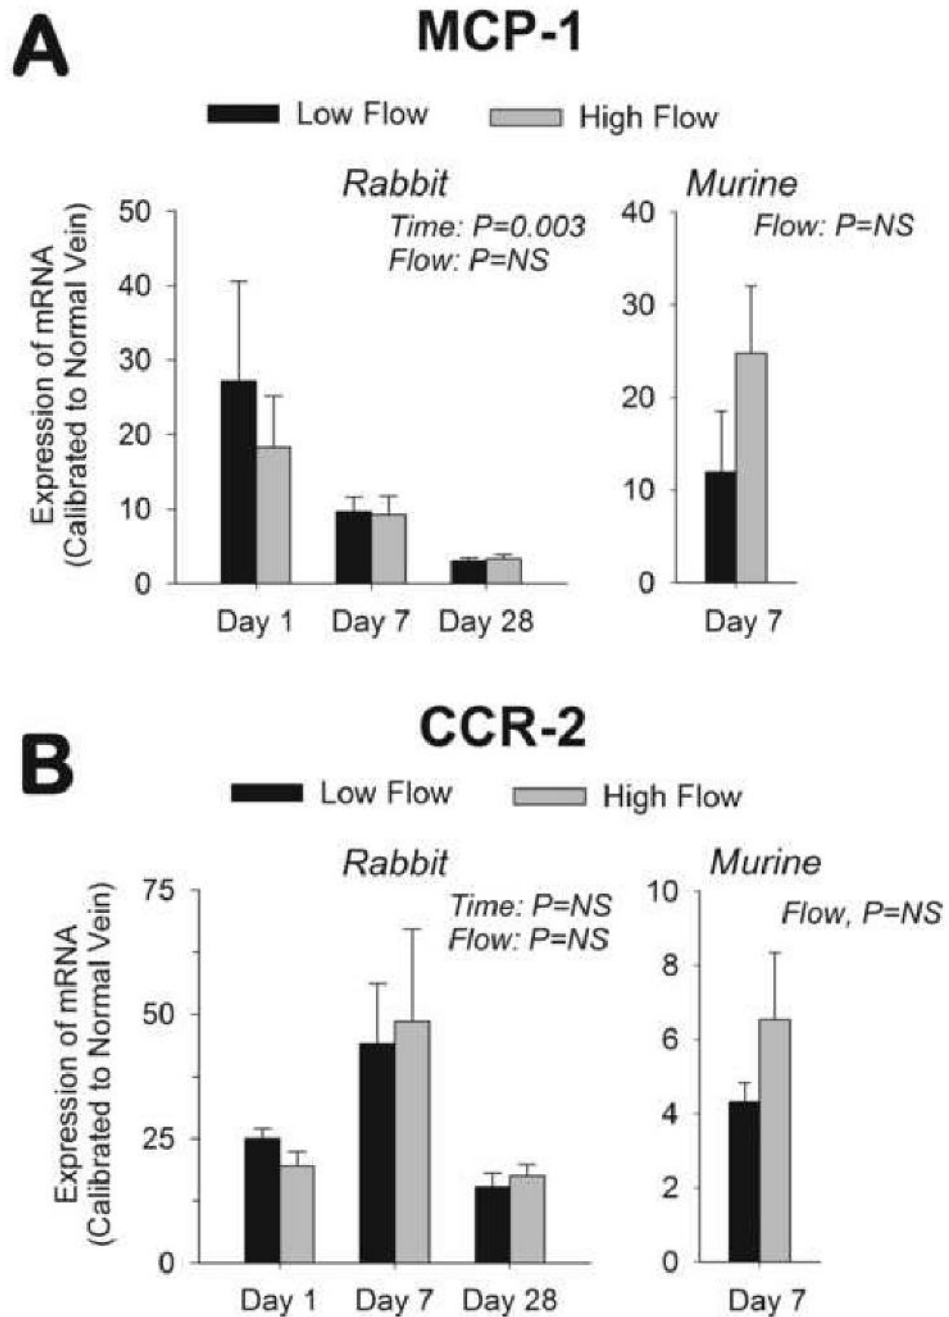 A
MCP-1
Low Flow
High Flow
Rabbit
Murine
Time: P=0.003
Flow: P=NS
Flow: P=NS
Expression of mRNA
(Calibrated to Normal Vein)
50
40
30
20
10
0
Day 1
Day 7
Day 28
40
30
20
10
0
Day 7
B
CCR-2
Low Flow
High Flow
Rabbit
Murine
Time: P=NS
Flow: P=NS
Flow, P=NS
Expression of mRNA
(Calibrated to Normal Vein)
75
50
25
0
Day 1
Day 7
Day 28
10
8
6
4
2
0
Day 7